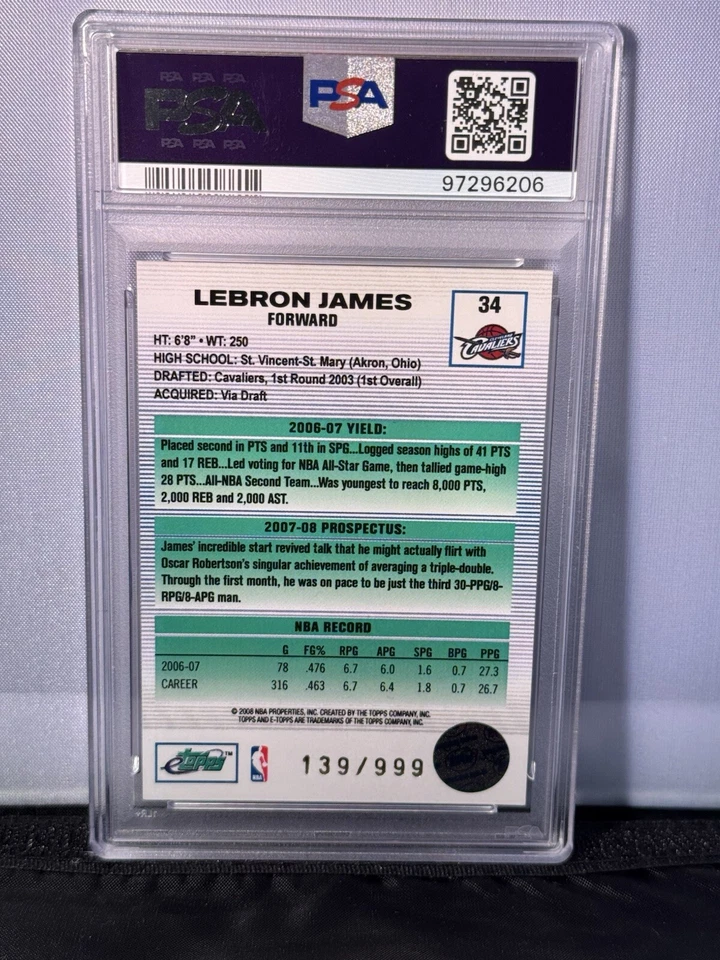 PSA PSA PSA
PSA
PSA PSA PSA
PSA
97296206
LEBRON JAMES
FORWARD
34
CAVALIERS
HT: 6'8" • WT: 250
HIGH SCHOOL: St. Vincent-St. Mary (Akron, Ohio)
DRAFTED: Cavaliers, 1st Round 2003 (1st Overall)
ACQUIRED: Via Draft
2006-07 YIELD:
Placed second in PTS and 11th in SPG...Logged season highs of 41 PTS
and 17 REB...Led voting for NBA All-Star Game, then tallied game-high
28 PTS...All-NBA Second Team...Was youngest to reach 8,000 PTS,
2,000 REB and 2,000 AST.
2007-08 PROSPECTUS:
James' incredible start revived talk that he might actually flirt with
Oscar Robertson's singular achievement of averaging a triple-double.
Through the first month, he was on pace to be just the third 30-PPG/8-
RPG/8-APG man.
NBA RECORD
G FG% RPG APG SPG BPG PPG
2006-07 78 .476 6.7 6.0 1.6 0.7 27.3
CAREER 316 .463 6.7 6.4 1.8 0.7 26.7
© 2008 NBA PROPERTIES, INC. CREATED BY THE TOPPS COMPANY, INC.
TOPPS AND E-TOPPS ARE TRADEMARKS OF THE TOPPS COMPANY, INC.
eTOPPS™
NBA
139/999